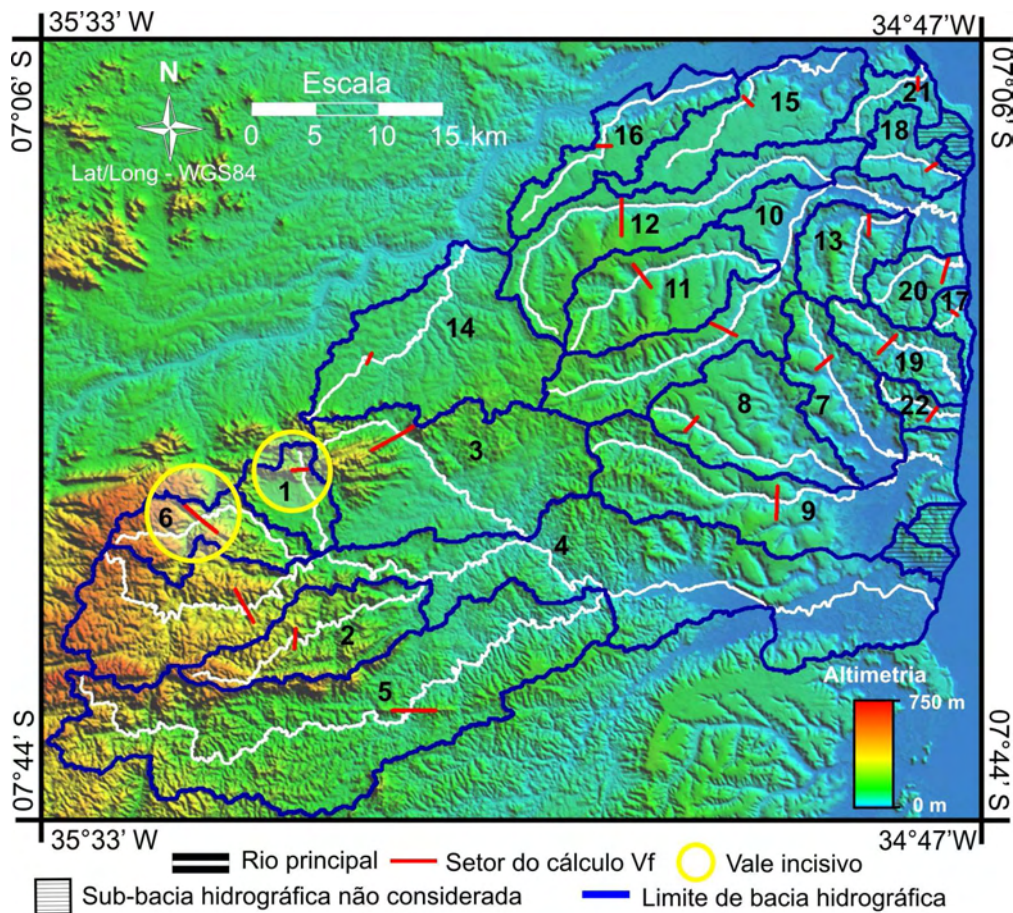 35'33' W
34°47'W
07°06' S
07°06' S
N
Escala
0 5 10 15 km
Lat/Long - WGS84
21
15
16
18
10
12
13
11
20
17
14
19
8
7
22
3
1
9
6
4
2
5
Altimetria
750 m
0 m
07°44' S
07°44' S
35°33' W
34°47'W
Rio principal
Setor do cálculo Vf
Vale incisivo
Sub-bacia hidrográfica não considerada
Limite de bacia hidrográfica